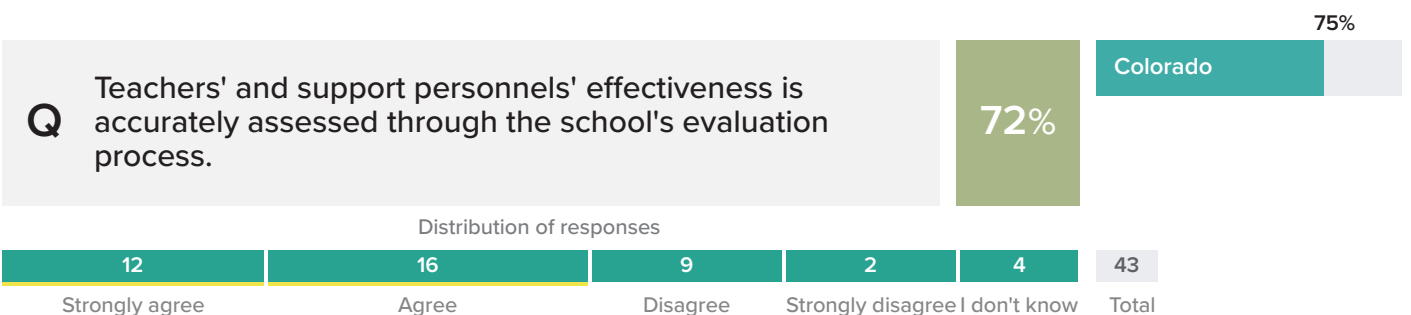 75%
Q
Teachers' and support personnels' effectiveness is
accurately assessed through the school's evaluation
process.
72%
Colorado
Distribution of responses
12 16 9 2 4 43
Strongly agree Agree Disagree Strongly disagree I don't know Total